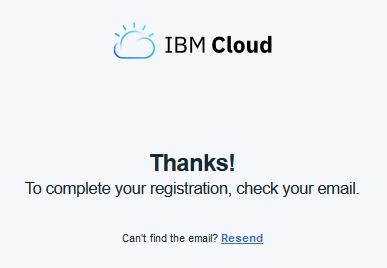 IBM Cloud
Thanks!
To complete your registration, check your email.
Can't find the email? Resend